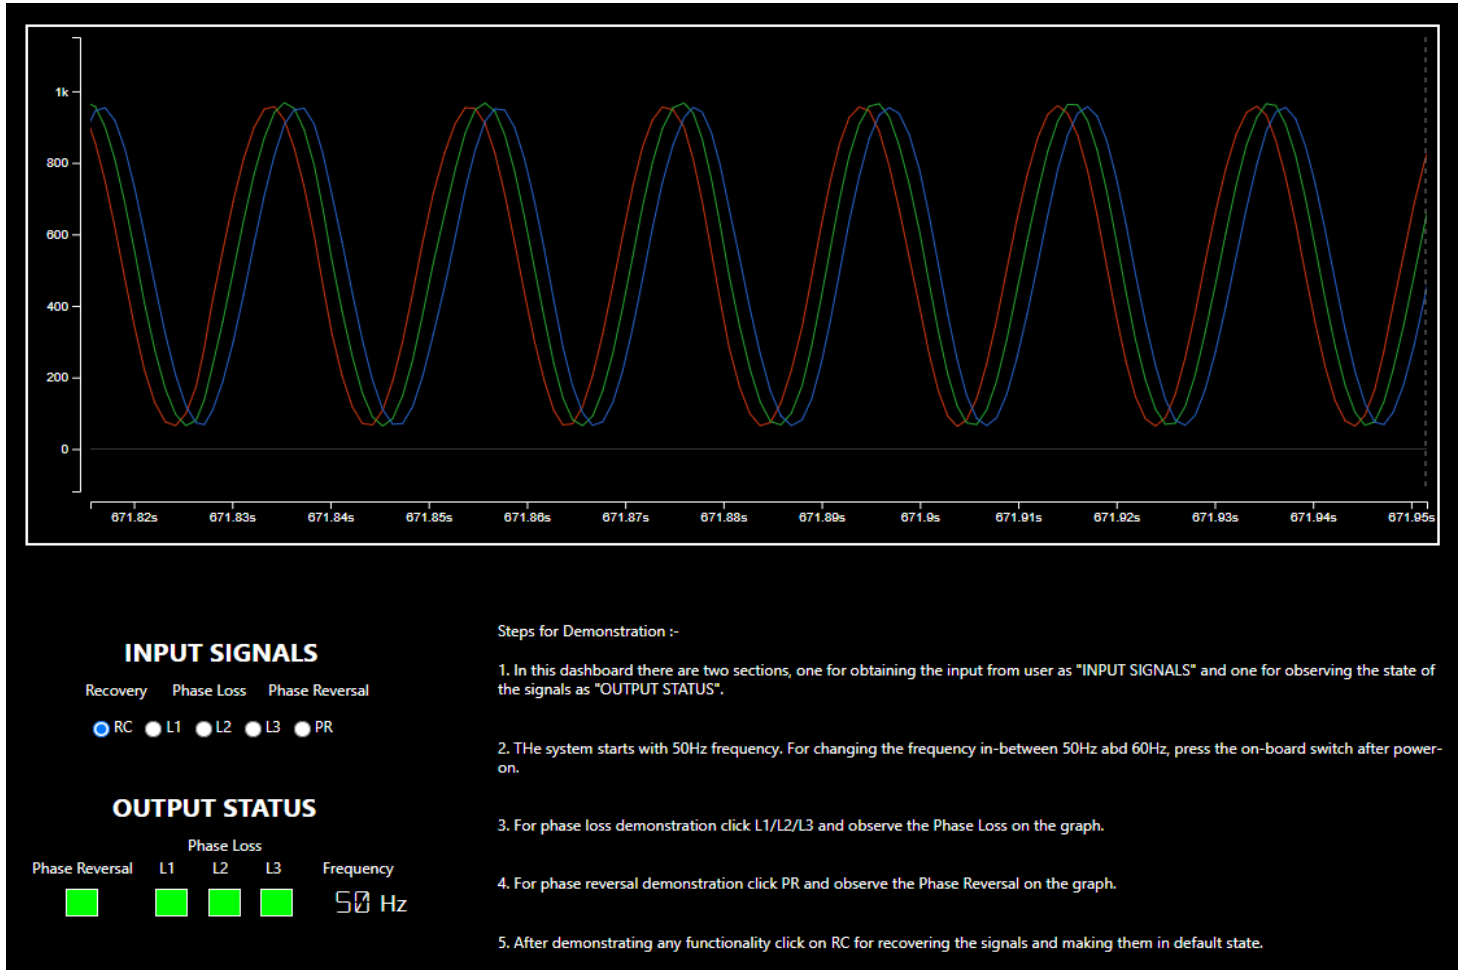 1k
800
600
400
200
0
671.82s 671.83s 671.84s 671.85s 671.86s 671.87s 671.88s 671.89s 671.9s 671.91s 671.92s 671.93s 671.94s 671.95s
INPUT SIGNALS
Recovery Phase Loss Phase Reversal
RC L1 L2 L3 PR
OUTPUT STATUS
Phase Loss
Phase Reversal L1 L2 L3 Frequency
50 Hz
Steps for Demonstration :-
1. In this dashboard there are two sections, one for obtaining the input from user as "INPUT SIGNALS" and one for observing the state of
the signals as "OUTPUT STATUS".
2. THe system starts with 50Hz frequency. For changing the frequency in-between 50Hz abd 60Hz, press the on-board switch after power-
on.
3. For phase loss demonstration click L1/L2/L3 and observe the Phase Loss on the graph.
4. For phase reversal demonstration click PR and observe the Phase Reversal on the graph.
5. After demonstrating any functionality click on RC for recovering the signals and making them in default state.